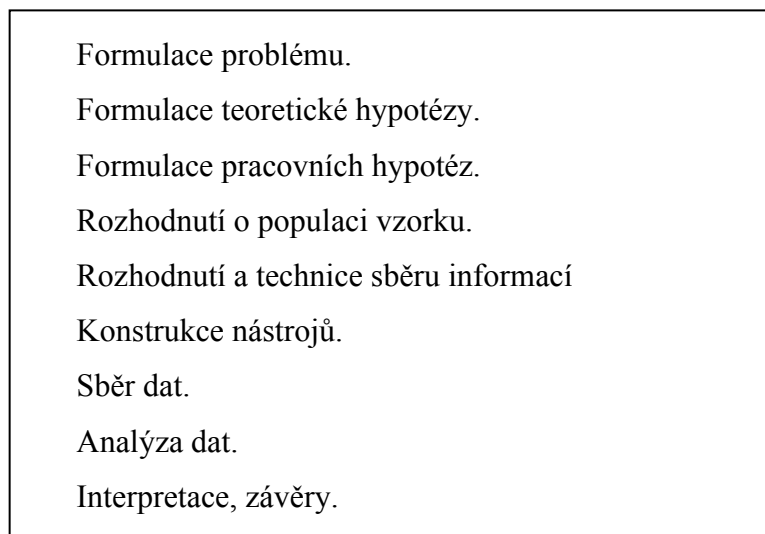 Formulace problému.
Formulace teoretické hypotézy.
Formulace pracovních hypotéz.
Rozhodnutí o populaci vzorku.
Rozhodnutí a technice sběru informací
Konstrukce nástrojů.
Sběr dat.
Analýza dat.
Interpretace, závěry.